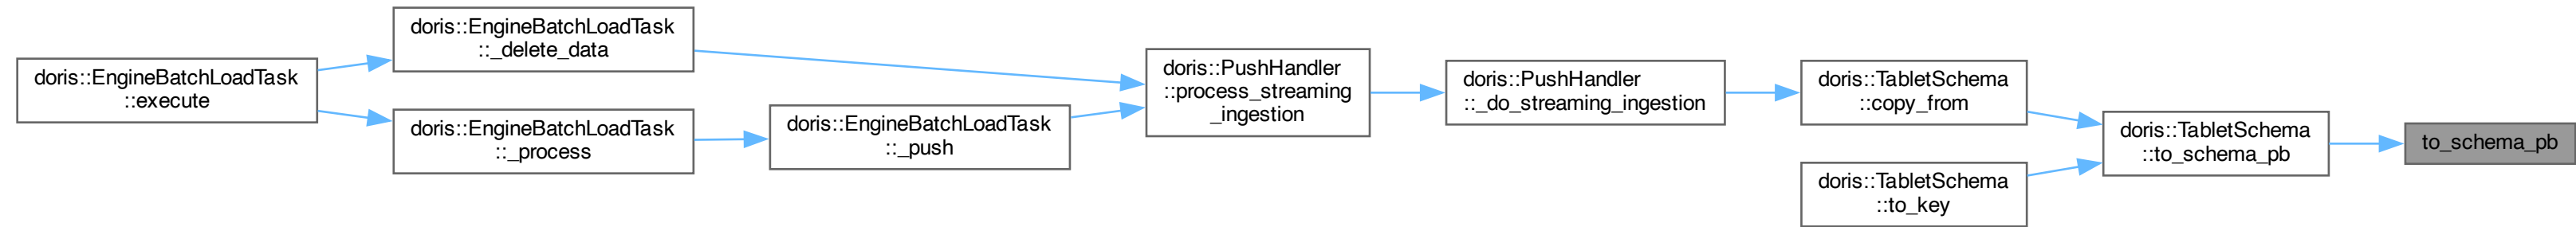 doris::EngineBatchLoadTask
::execute
doris::EngineBatchLoadTask
::_delete_data
doris::EngineBatchLoadTask
::_process
doris::EngineBatchLoadTask
::_push
doris::PushHandler
::process_streaming
_ingestion
doris::PushHandler
::_do_streaming_ingestion
doris::TabletSchema
::copy_from
doris::TabletSchema
::to_key
doris::TabletSchema
::to_schema_pb
to_schema_pb